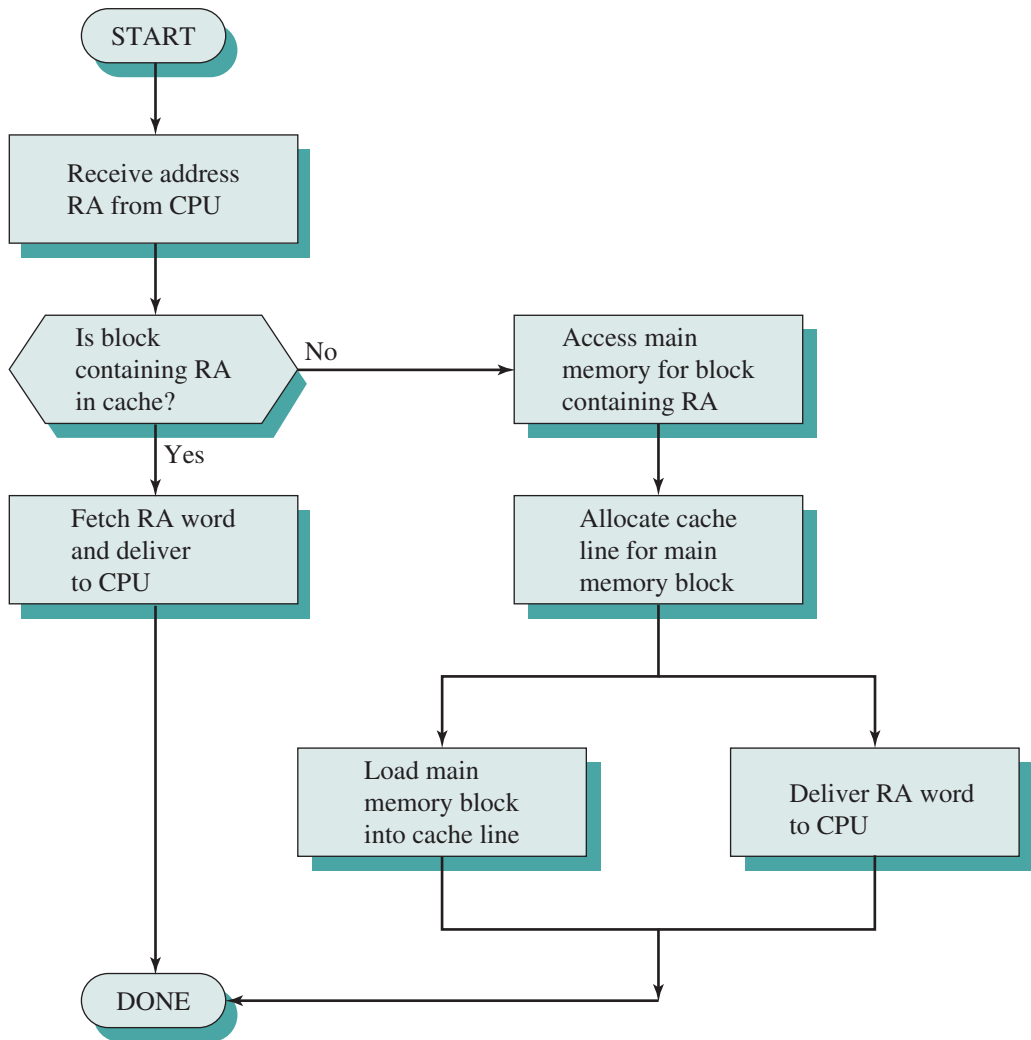 START
Receive address
RA from CPU
Is block
containing RA
in cache?
No
Access main
memory for block
containing RA
Yes
Fetch RA word
and deliver
to CPU
Allocate cache
line for main
memory block
Load main
memory block
into cache line
Deliver RA word
to CPU
DONE